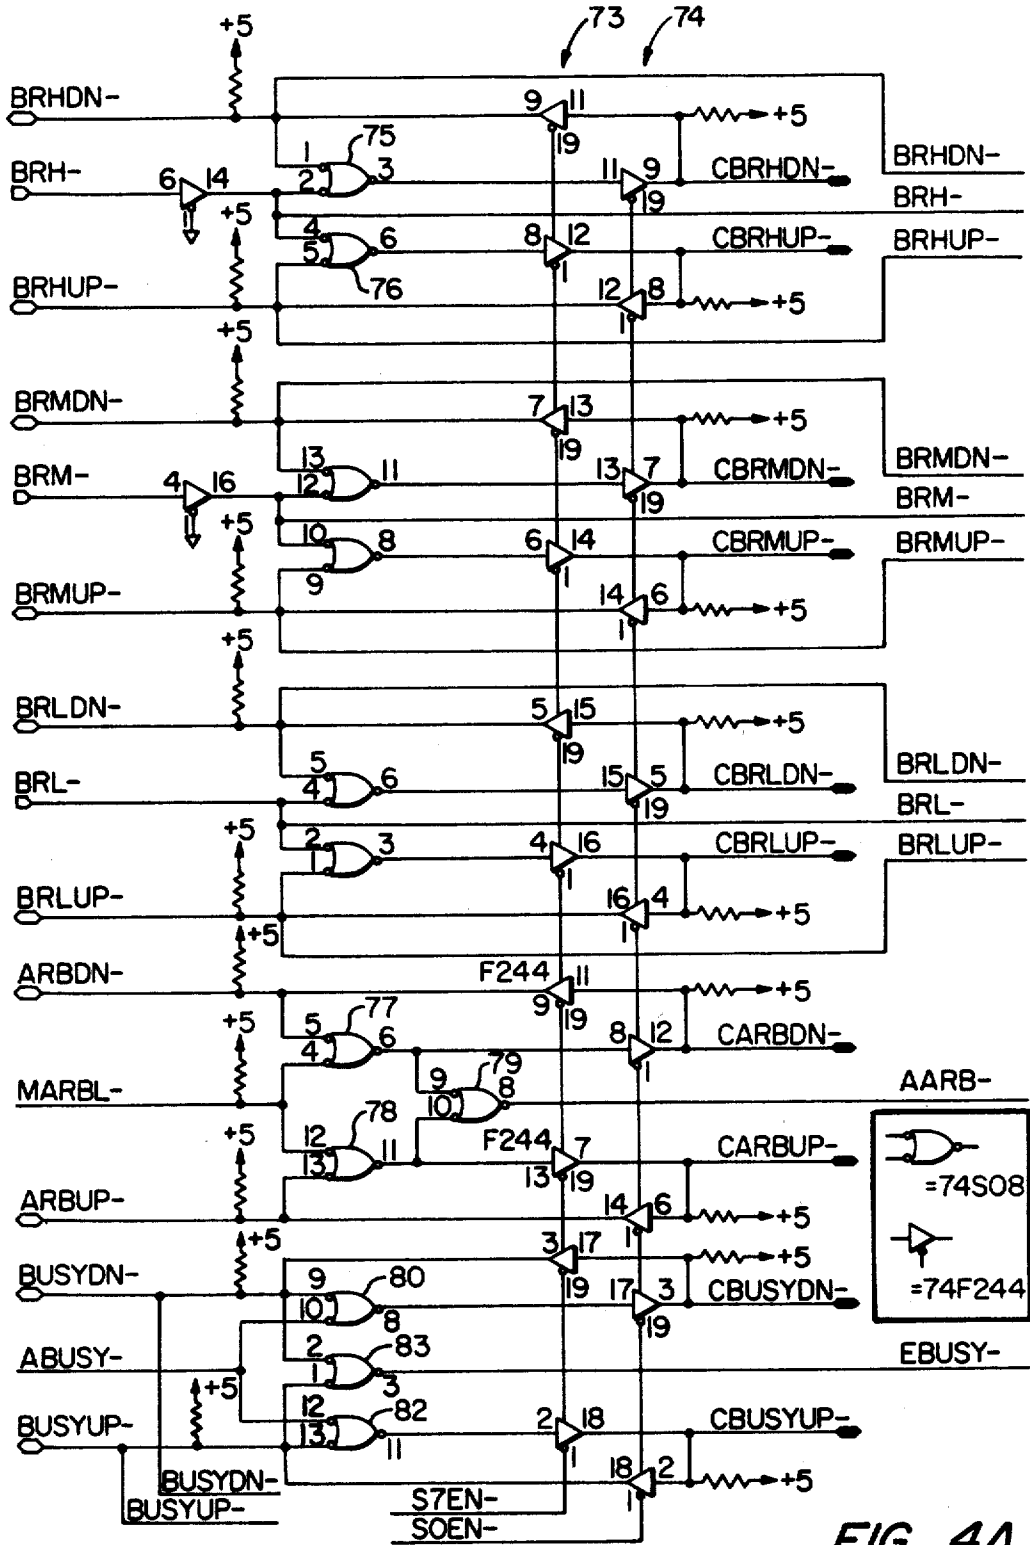 73 74
+5
BRHDN- 9 11 +5
19
75
1 3 11 9 CBRHDN- BRHDN-
BRH- 6 14 2 19 BRH-
1
+5
4 6 8 12 CBRHUP- BRHUP-
5 1
76
BRHUP- 12 8 +5
1
+5
BRMDN- 7 13 +5
19
13 11 13 7 CBRMDN- BRMDN-
BRM- 4 16 12 19 BRM-
1
+5
10 8 6 14 CBRMUP- BRMUP-
9 1
BRMUP- 14 6 +5
1
+5
BRLDN- 5 15 +5
19
5 6 15 5 CBRLDN- BRLDN-
BRL- 4 19 BRL-
+5
2 3 4 16 CBRLUP- BRLUP-
1 1
BRLUP- 16 4 +5
1
+5
ARBDN- F244 11 +5
9 19
77
+5
5 6 8 12 CARBDN-
4 1
79
MARBL- 9 8 AARB-
10
78
+5
12 11 F244 7 CARBUP-
13 13 19
=74S08
ARBUP- 14 6 +5
1
+5
3 17 +5
BUSYDN- 19
80
9 8 17 3 CBUSYDN- =74F244
10 19
83
ABUSY- 2 3 EBUSY-
1
+5
82
12 11 2 18 CBUSYUP-
BUSYUP- 13 1
18 2 +5
1
BUSYDN-
BUSYUP-
S7EN-
SOEN-
FIG. 4A